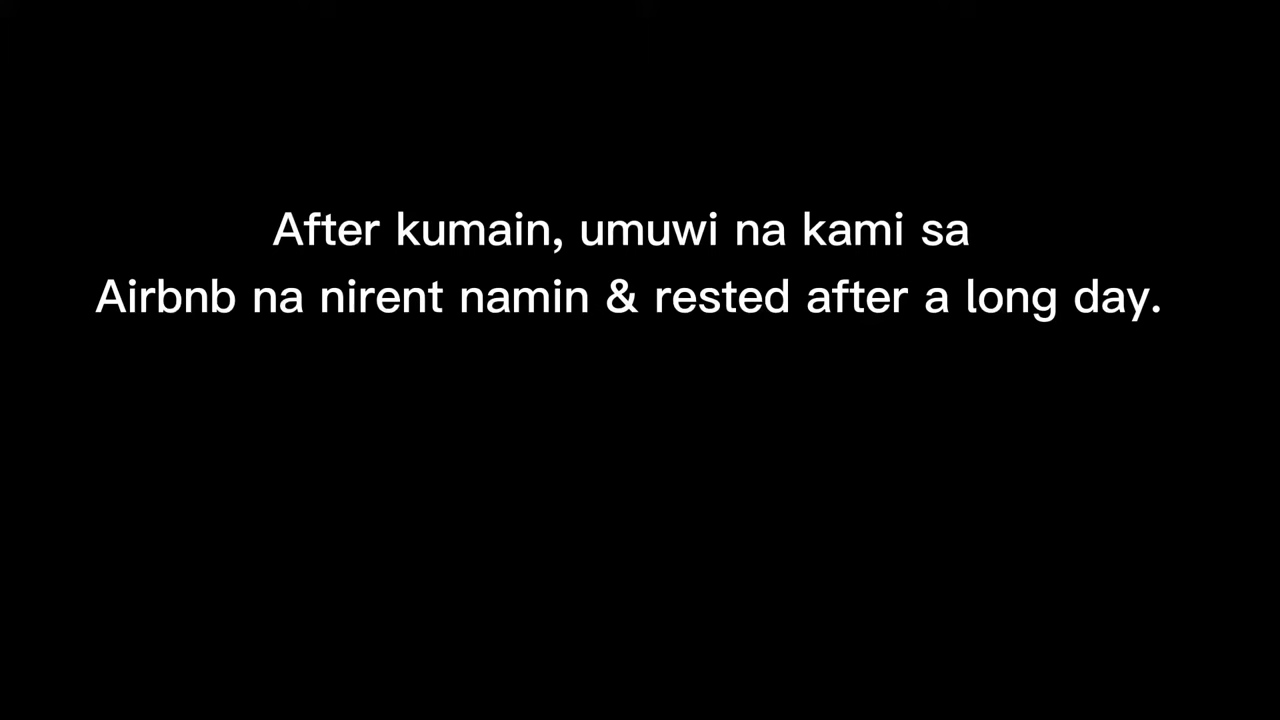 After kumain, umuwi na kami sa
Airbnb na nirent namin & rested after a long day.